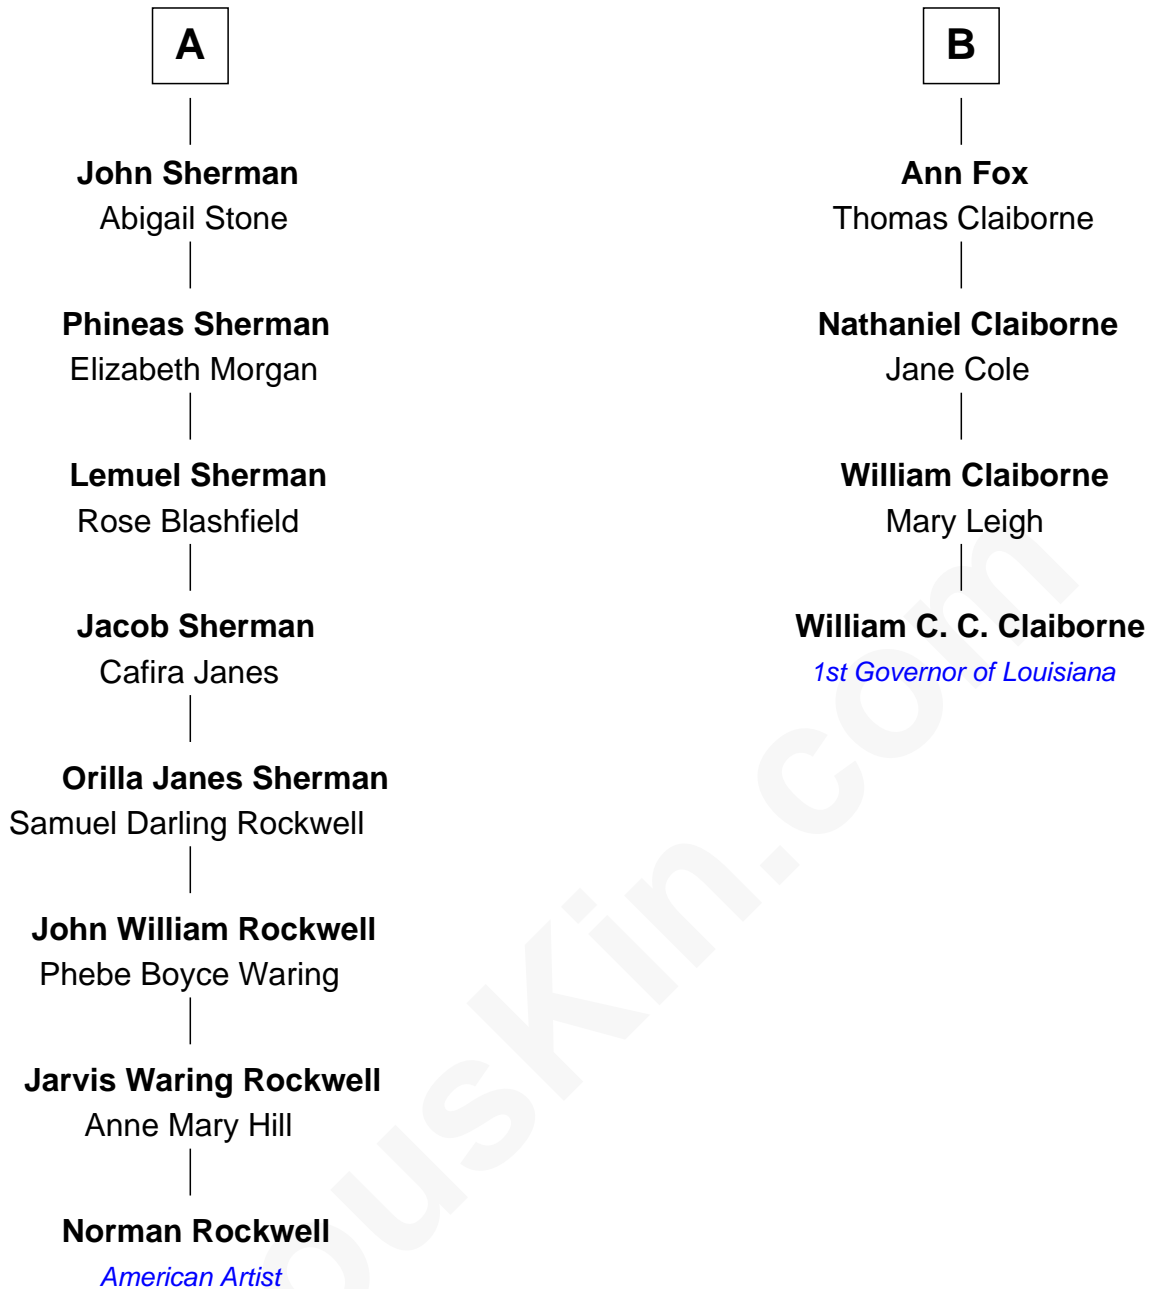 A
John Sherman
Abigail Stone
Phineas Sherman
Elizabeth Morgan
Lemuel Sherman
Rose Blashfield
Jacob Sherman
Cafira Janes
Orilla Janes Sherman
Samuel Darling Rockwell
John William Rockwell
Phebe Boyce Waring
Jarvis Waring Rockwell
Anne Mary Hill
Norman Rockwell
American Artist
B
Ann Fox
Thomas Claiborne
Nathaniel Claiborne
Jane Cole
William Claiborne
Mary Leigh
William C. C. Claiborne
1st Governor of Louisiana
ousKin.com